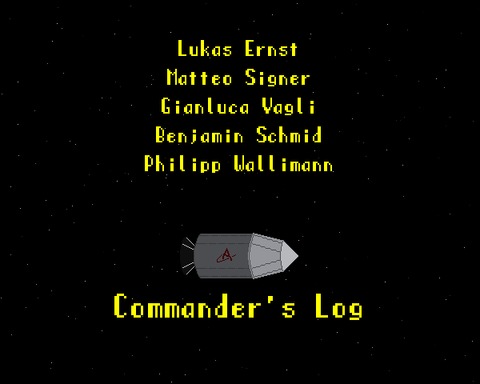 Lukas Ernst
Matteo Signer
Gianluca Vagli
Benjamin Schmid
Philipp Wallimann
A
Commander's Log